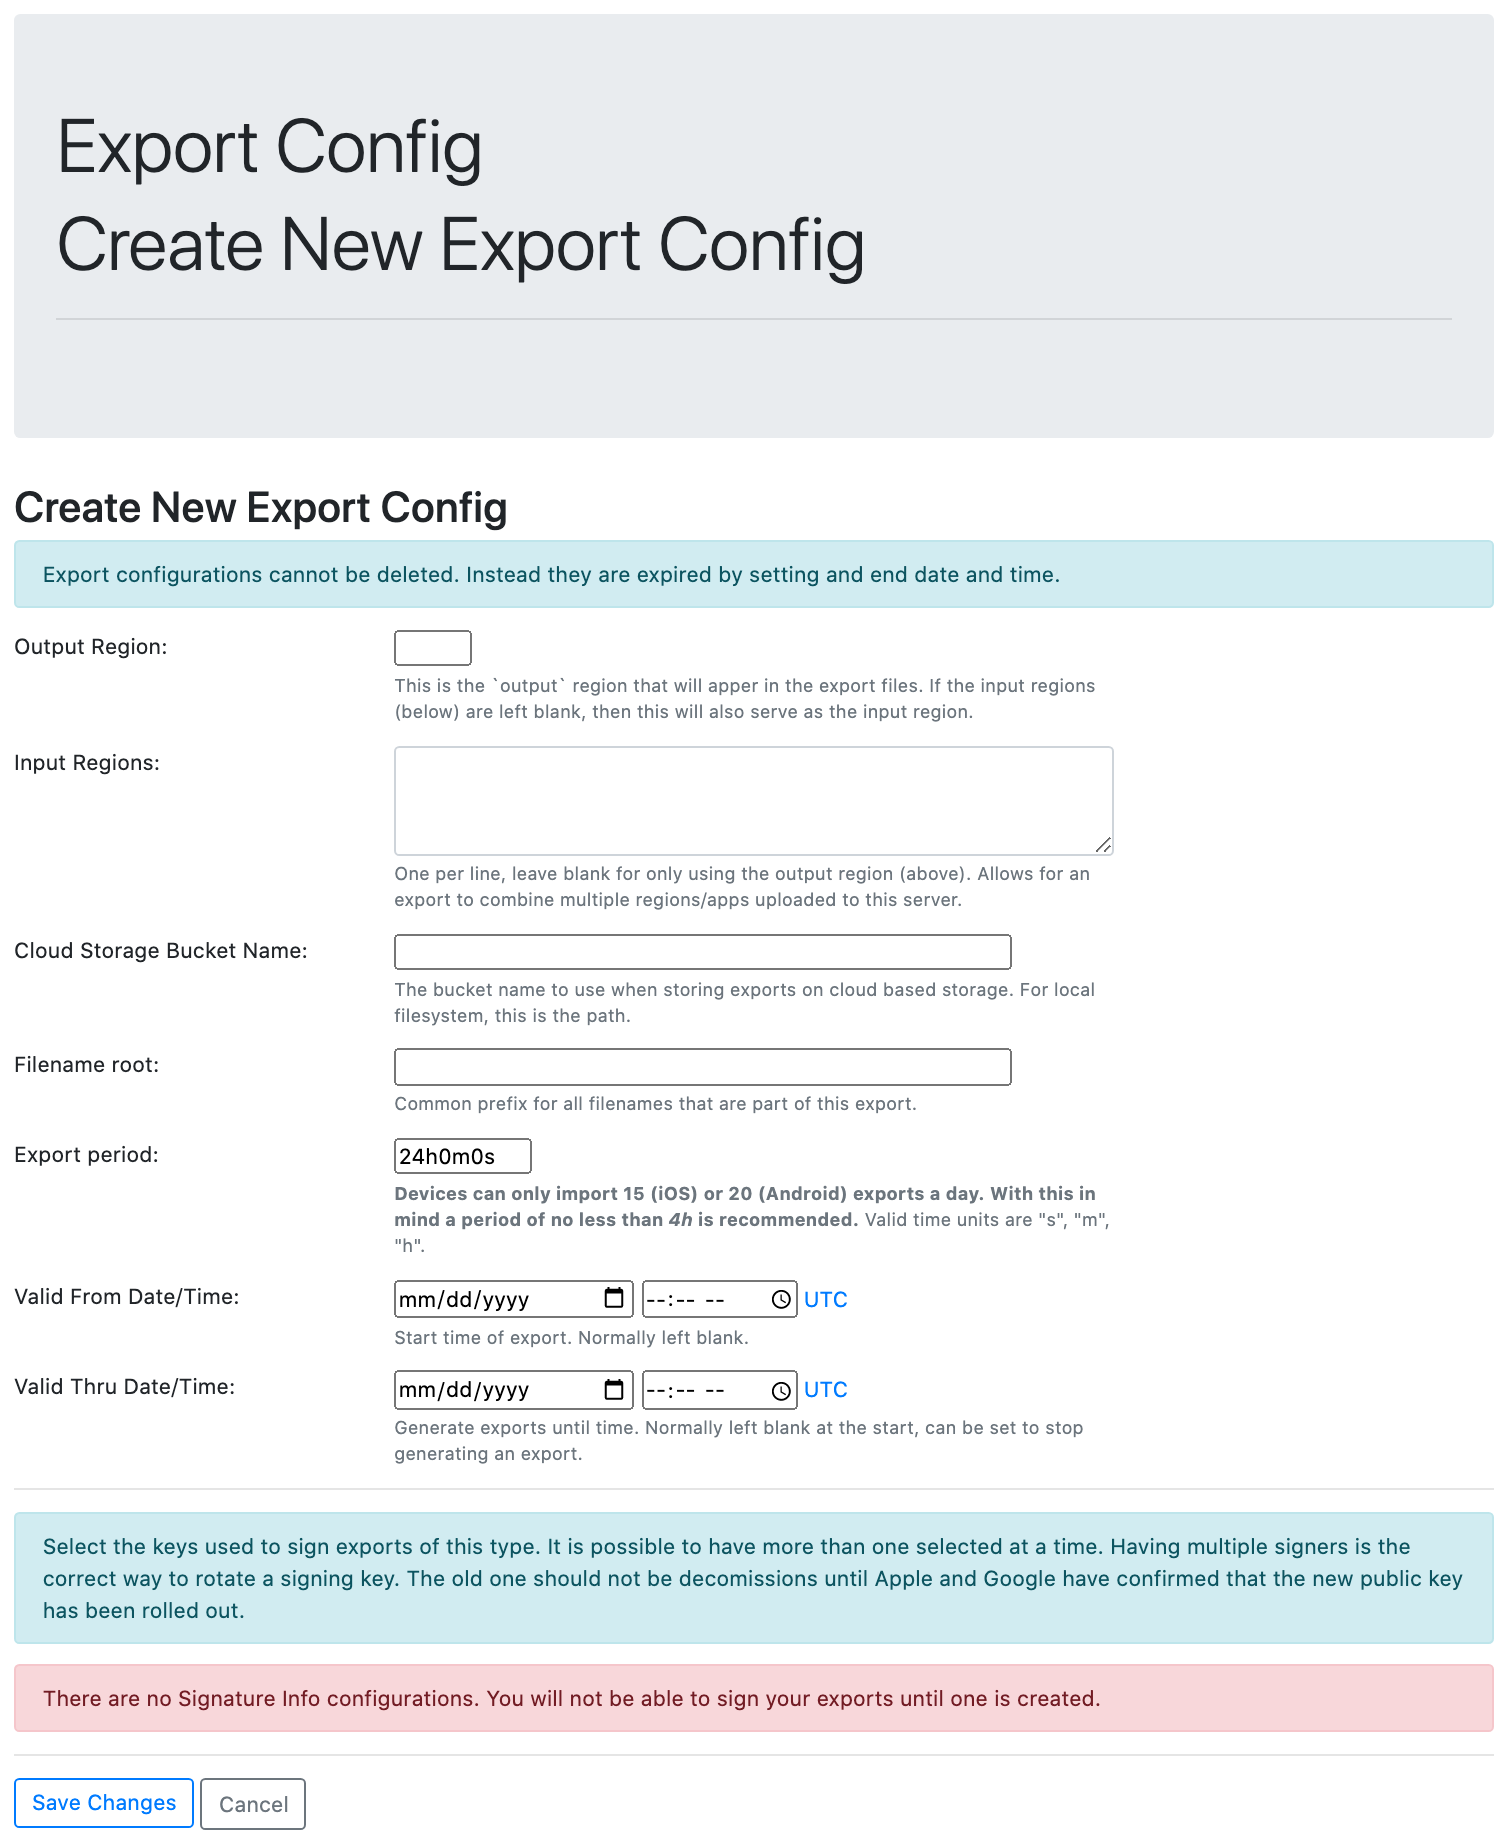 Export Config
Create New Export Config
Create New Export Config
Export configurations cannot be deleted. Instead they are expired by setting and end date and time.
Output Region:
This is the `output` region that will apper in the export files. If the input regions
(below) are left blank, then this will also serve as the input region.
Input Regions:
One per line, leave blank for only using the output region (above). Allows for an
export to combine multiple regions/apps uploaded to this server.
Cloud Storage Bucket Name:
The bucket name to use when storing exports on cloud based storage. For local
filesystem, this is the path.
Filename root:
Common prefix for all filenames that are part of this export.
Export period:
24h0m0s
Devices can only import 15 (iOS) or 20 (Android) exports a day. With this in
mind a period of no less than 4h is recommended. Valid time units are "s", "m",
"h".
Valid From Date/Time:
mm/dd/yyyy --:-- -- UTC
Start time of export. Normally left blank.
Valid Thru Date/Time:
mm/dd/yyyy --:-- -- UTC
Generate exports until time. Normally left blank at the start, can be set to stop
generating an export.
Select the keys used to sign exports of this type. It is possible to have more than one selected at a time. Having multiple signers is the
correct way to rotate a signing key. The old one should not be decomissions until Apple and Google have confirmed that the new public key
has been rolled out.
There are no Signature Info configurations. You will not be able to sign your exports until one is created.
Save Changes
Cancel